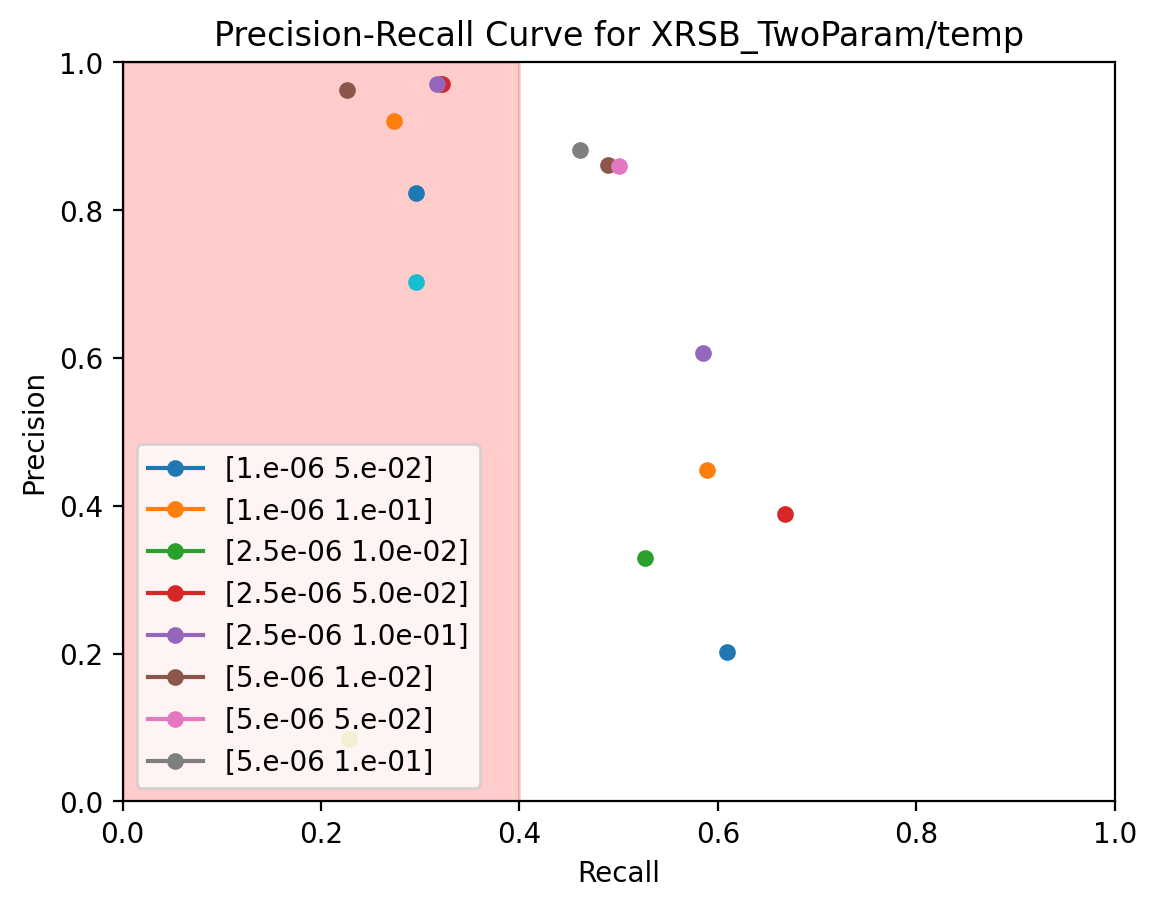 Precision-Recall Curve for XRSB_TwoParam/temp
1.0
0.8
0.6
0.4
0.2
0.0
Precision
[1.e-06 5.e-02]
[1.e-06 1.e-01]
[2.5e-06 1.0e-02]
[2.5e-06 5.0e-02]
[2.5e-06 1.0e-01]
[5.e-06 1.e-02]
[5.e-06 5.e-02]
[5.e-06 1.e-01]
0.0 0.2 0.4 0.6 0.8 1.0
Recall